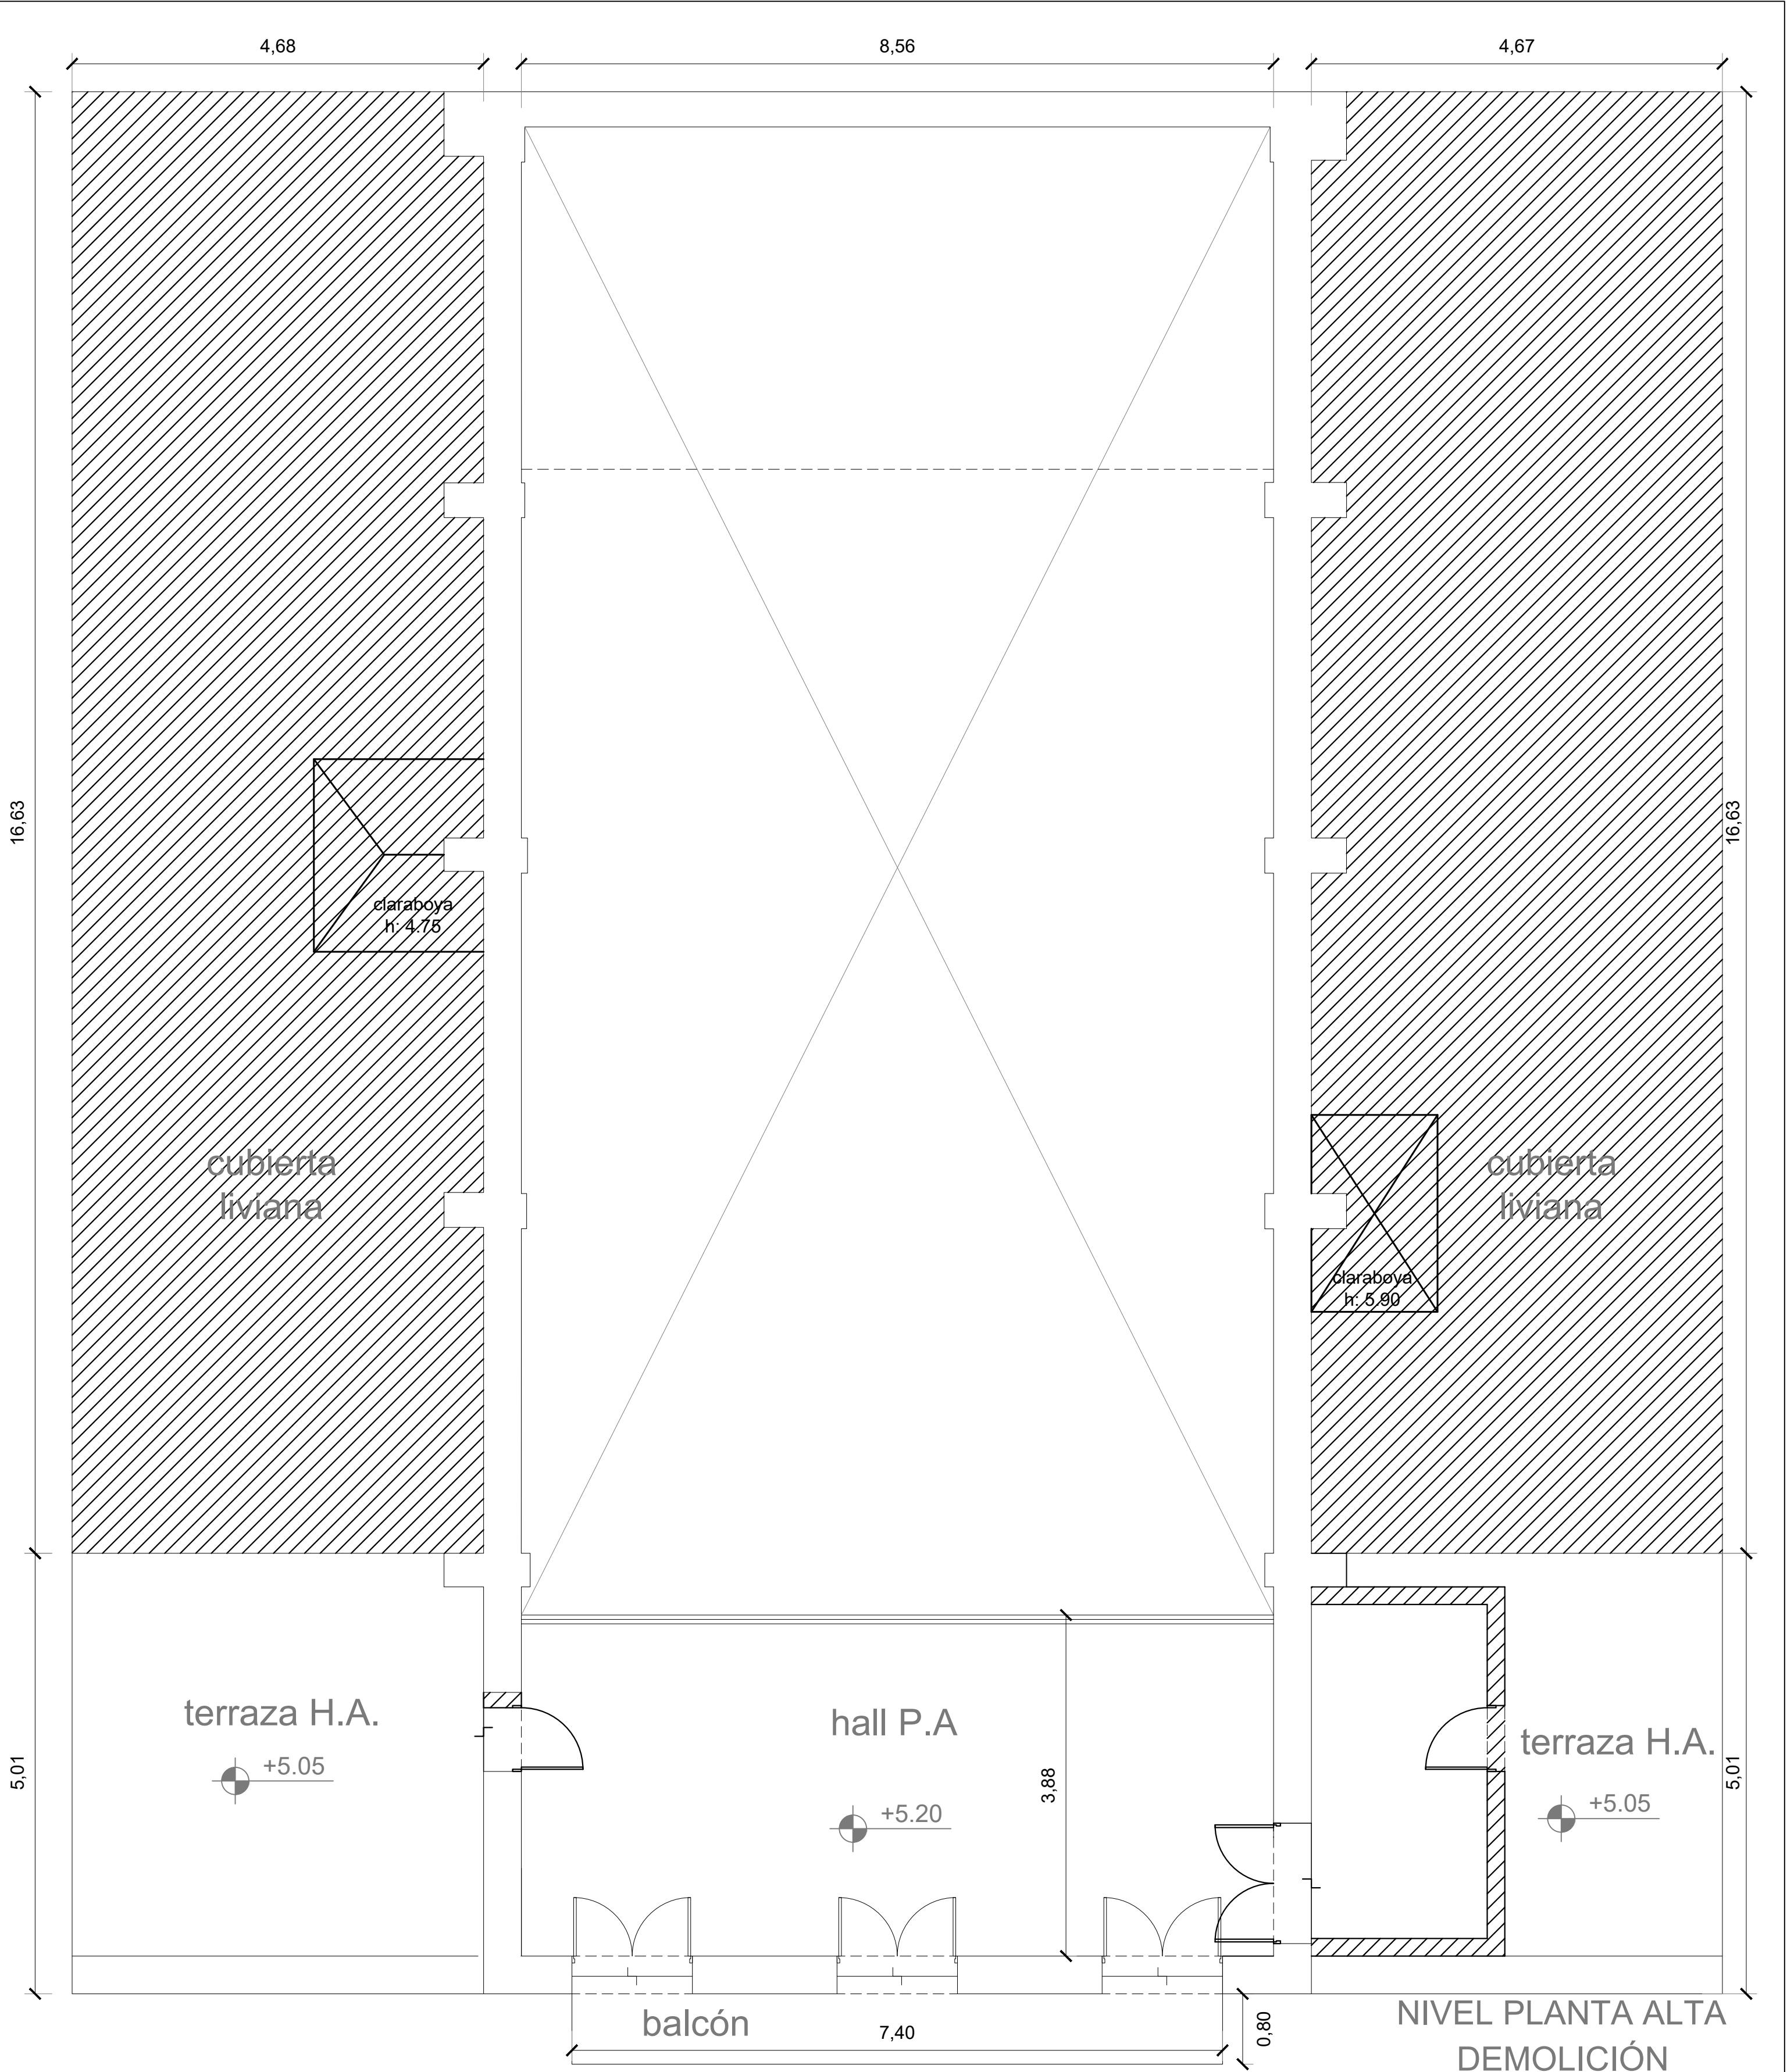 4,68
8,56
4,67
16,63
16,63
claraboya
h: 4.75
cubierta
liviana
cubierta
liviana
claraboya
h: 5.90
terraza H.A.
+5.05
hall P.A
+5.20
3,88
terraza H.A.
+5.05
5,01
5,01
balcón
7,40
0,80
NIVEL PLANTA ALTA
DEMOLICIÓN